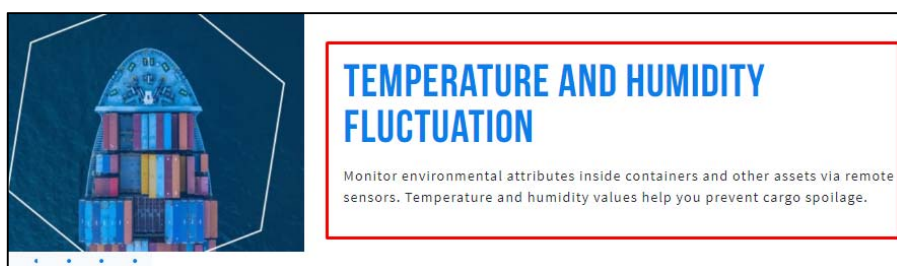 TEMPERATURE AND HUMIDITY
FLUCTUATION
Monitor environmental attributes inside containers and other assets via remote
sensors. Temperature and humidity values help you prevent cargo spoilage.